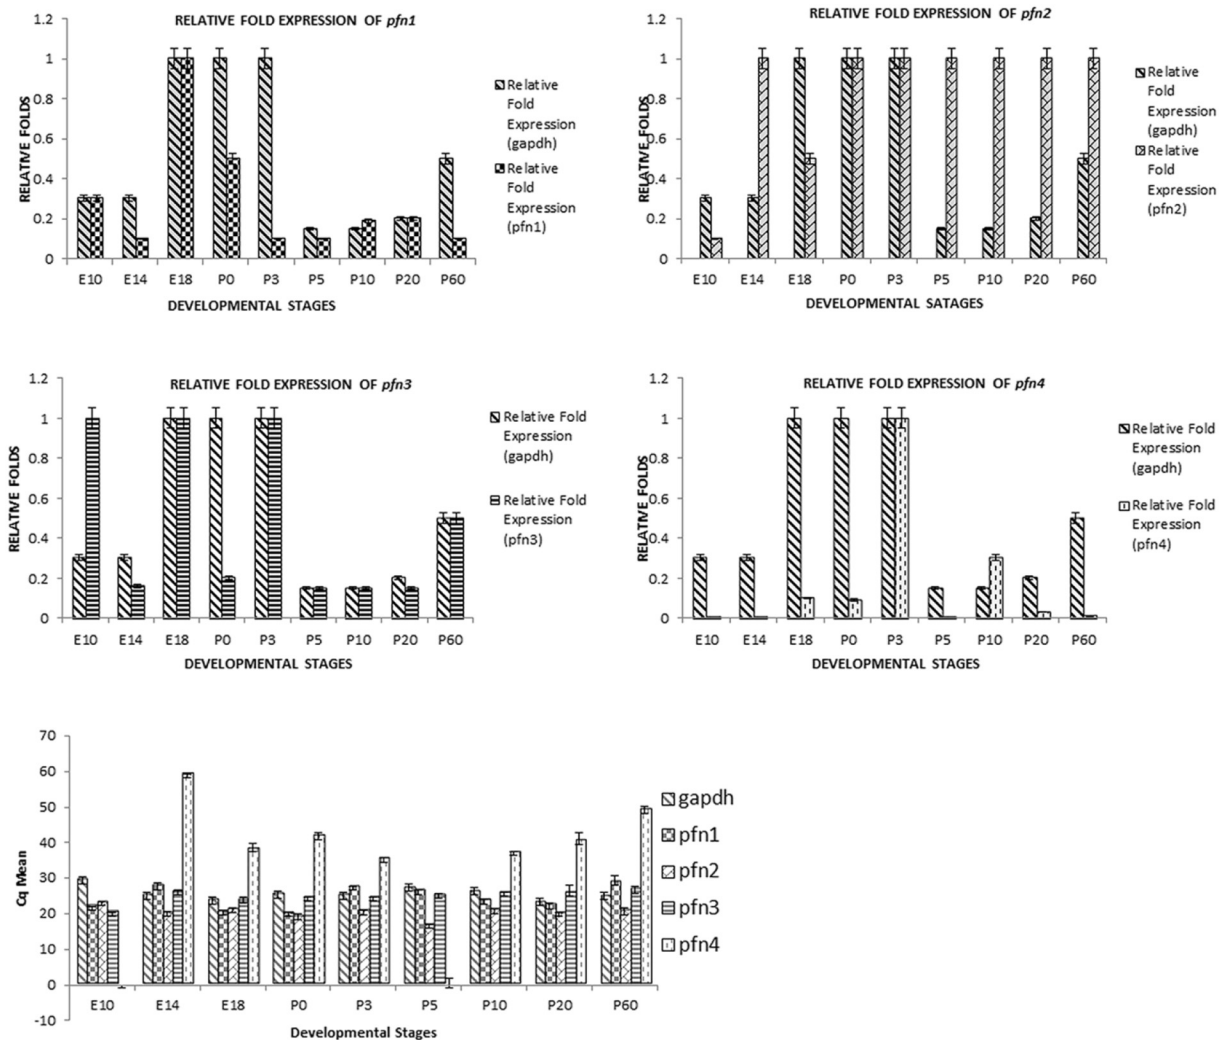 RELATIVE FOLD EXPRESSION OF pfn1
1.2
1
0.8
0.6
0.4
0.2
0
RELATIVE FOLDS
E10 E14 E18 P0 P3 P5 P10 P20 P60
DEVELOPMENTAL STAGES
Relative
Fold
Expression
(gapdh)
Relative
Fold
Expression
(pfn1)
RELATIVE FOLD EXPRESSION OF pfn2
1.2
1
0.8
0.6
0.4
0.2
0
RELATIVE FOLDS
E10 E14 E18 P0 P3 P5 P10 P20 P60
DEVELOPMENTAL SATAGES
Relative
Fold
Expression
(gapdh)
Relative
Fold
Expression
(pfn2)
RELATIVE FOLD EXPRESSION OF pfn3
1.2
1
0.8
0.6
0.4
0.2
0
RELATIVE FOLDS
E10 E14 E18 P0 P3 P5 P10 P20 P60
DEVELOPMENTAL STAGES
Relative Fold
Expression
(gapdh)
Relative Fold
Expression
(pfn3)
RELATIVE FOLD EXPRESSION OF pfn4
1.2
1
0.8
0.6
0.4
0.2
0
RELATIVE FOLDS
E10 E14 E18 P0 P3 P5 P10 P20 P60
DEVELOPMENTAL STAGES
Relative Fold
Expression
(gapdh)
Relative Fold
Expression
(pfn4)
70
60
50
40
30
20
10
0
-10
Cq Mean
E10 E14 E18 P0 P3 P5 P10 P20 P60
Developmental Stages
gapdh
pfn1
pfn2
pfn3
pfn4